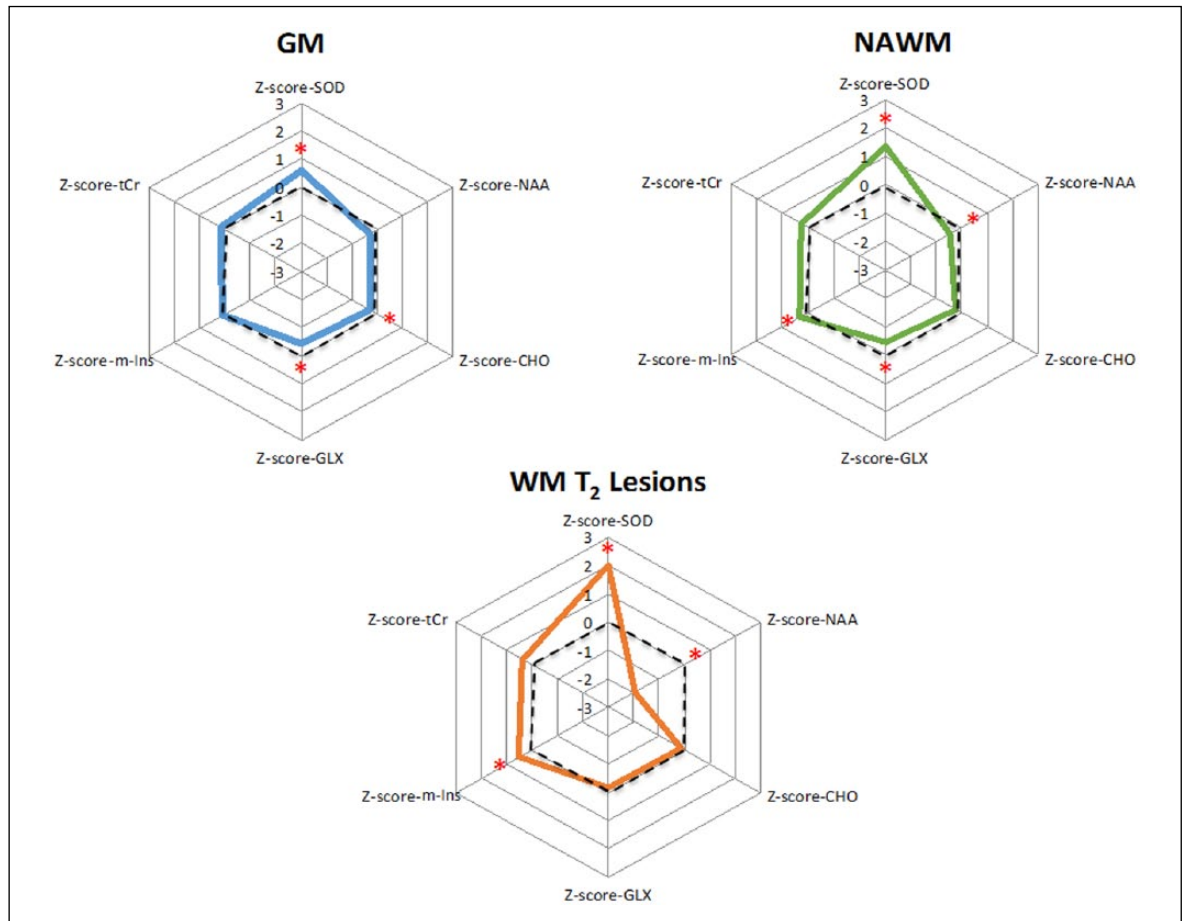 GM
Z-score-SOD
3
2
1
0
-1
-2
-3
*
Z-score-tCr
Z-score-NAA
*
Z-score-m-Ins
Z-score-CHO
*
Z-score-GLX
NAWM
Z-score-SOD
3
2
1
0
-1
-2
-3
*
Z-score-tCr
Z-score-NAA
*
*
Z-score-m-Ins
Z-score-CHO
*
Z-score-GLX
WM T₂ Lesions
Z-score-SOD
3
2
1
0
-1
-2
-3
*
Z-score-tCr
Z-score-NAA
*
*
Z-score-m-Ins
Z-score-CHO
Z-score-GLX